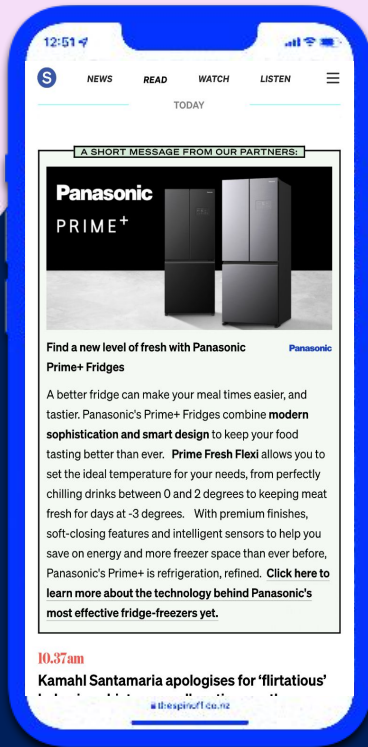 12:51
S NEWS READ WATCH LISTEN
TODAY
A SHORT MESSAGE FROM OUR PARTNERS:
Panasonic
PRIME+
Find a new level of fresh with Panasonic
Prime+ Fridges
Panasonic
A better fridge can make your meal times easier, and
tastier. Panasonic's Prime+ Fridges combine modern
sophistication and smart design to keep your food
tasting better than ever. Prime Fresh Flexi allows you to
set the ideal temperature for your needs, from perfectly
chilling drinks between 0 and 2 degrees to keeping meat
fresh for days at -3 degrees. With premium finishes,
soft-closing features and intelligent sensors to help you
save on energy and more freezer space than ever before,
Panasonic's Prime+ is refrigeration, refined. Click here to
learn more about the technology behind Panasonic's
most effective fridge-freezers yet.
10.37am
Kamahl Santamaria apologises for ‘flirtatious’
thespinoff.co.nz